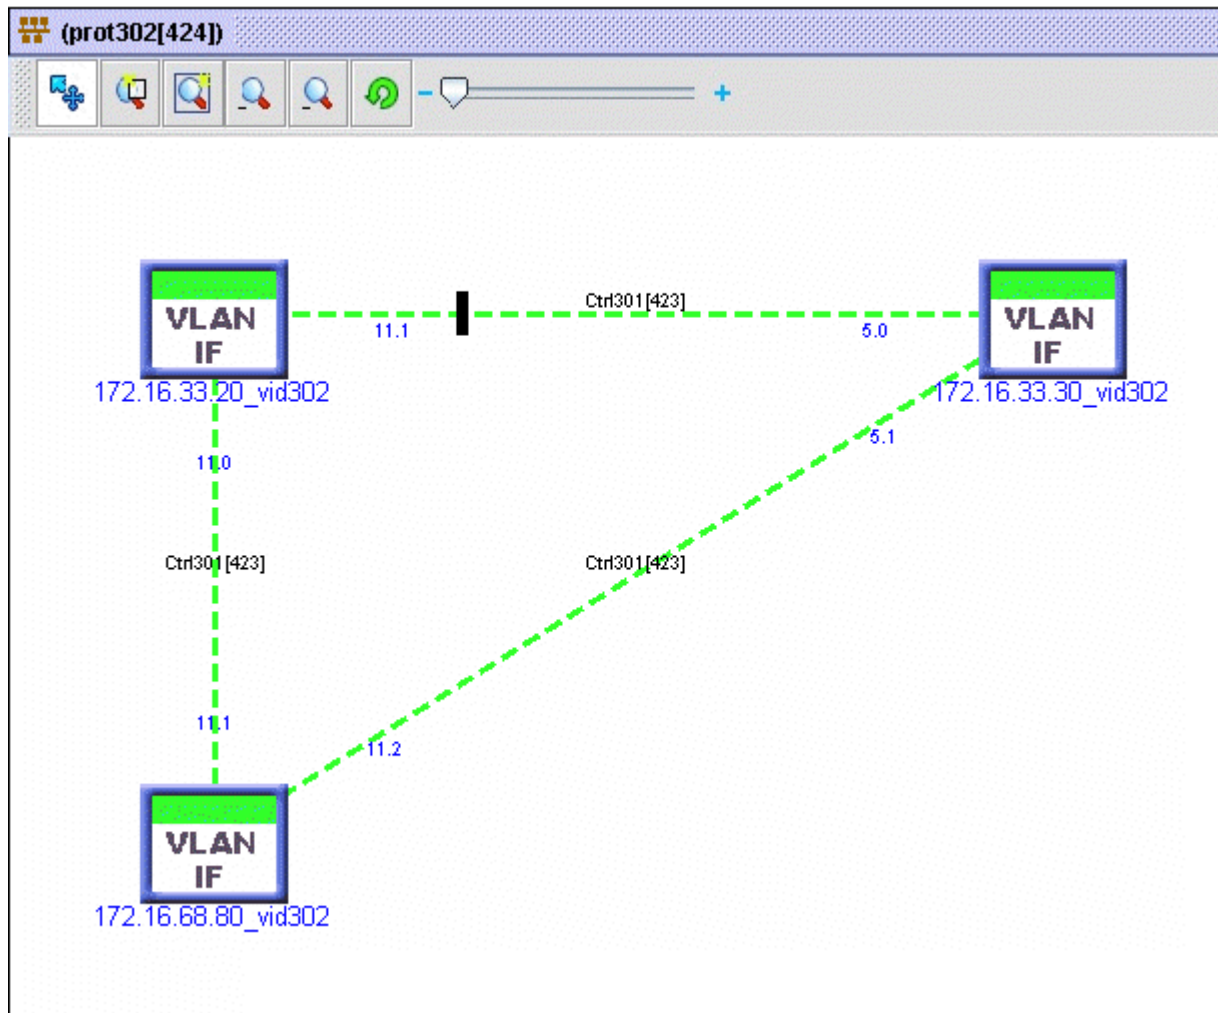 (prot302[424])
VLAN
IF
172.16.33.20_vid302
11.1
Ctrl301[423]
5.0
VLAN
IF
172.16.33.30_vid302
11.0
5.1
Ctrl301[423]
Ctrl301[423]
11.1
11.2
VLAN
IF
172.16.68.80_vid302